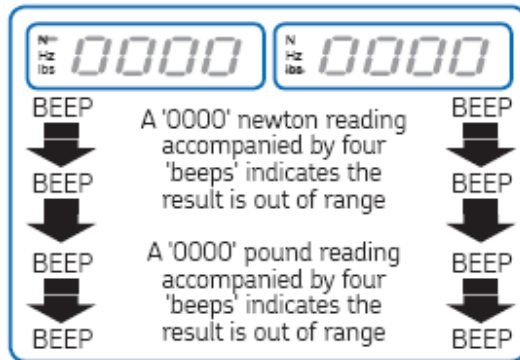 N
Hz
lbs
0000
N
Hz
lbs
0000
BEEP
BEEP
BEEP
BEEP
A '0000' newton reading
accompanied by four
'beeps' indicates the
result is out of range
A '0000' pound reading
accompanied by four
'beeps' indicates the
result is out of range
BEEP
BEEP
BEEP
BEEP